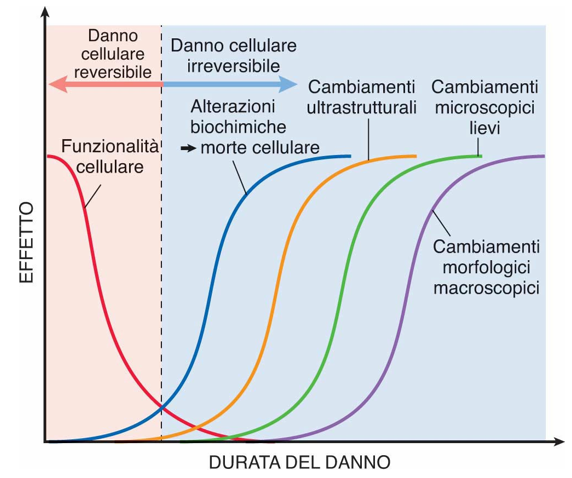 Danno
cellulare
reversibile
Danno cellulare
irreversibile
Funzionalità
cellulare
Alterazioni
biochimiche
➡ morte cellulare
Cambiamenti
ultrastrutturali
Cambiamenti
microscopici
lievi
Cambiamenti
morfologici
macroscopici
EFFETTO
DURATA DEL DANNO